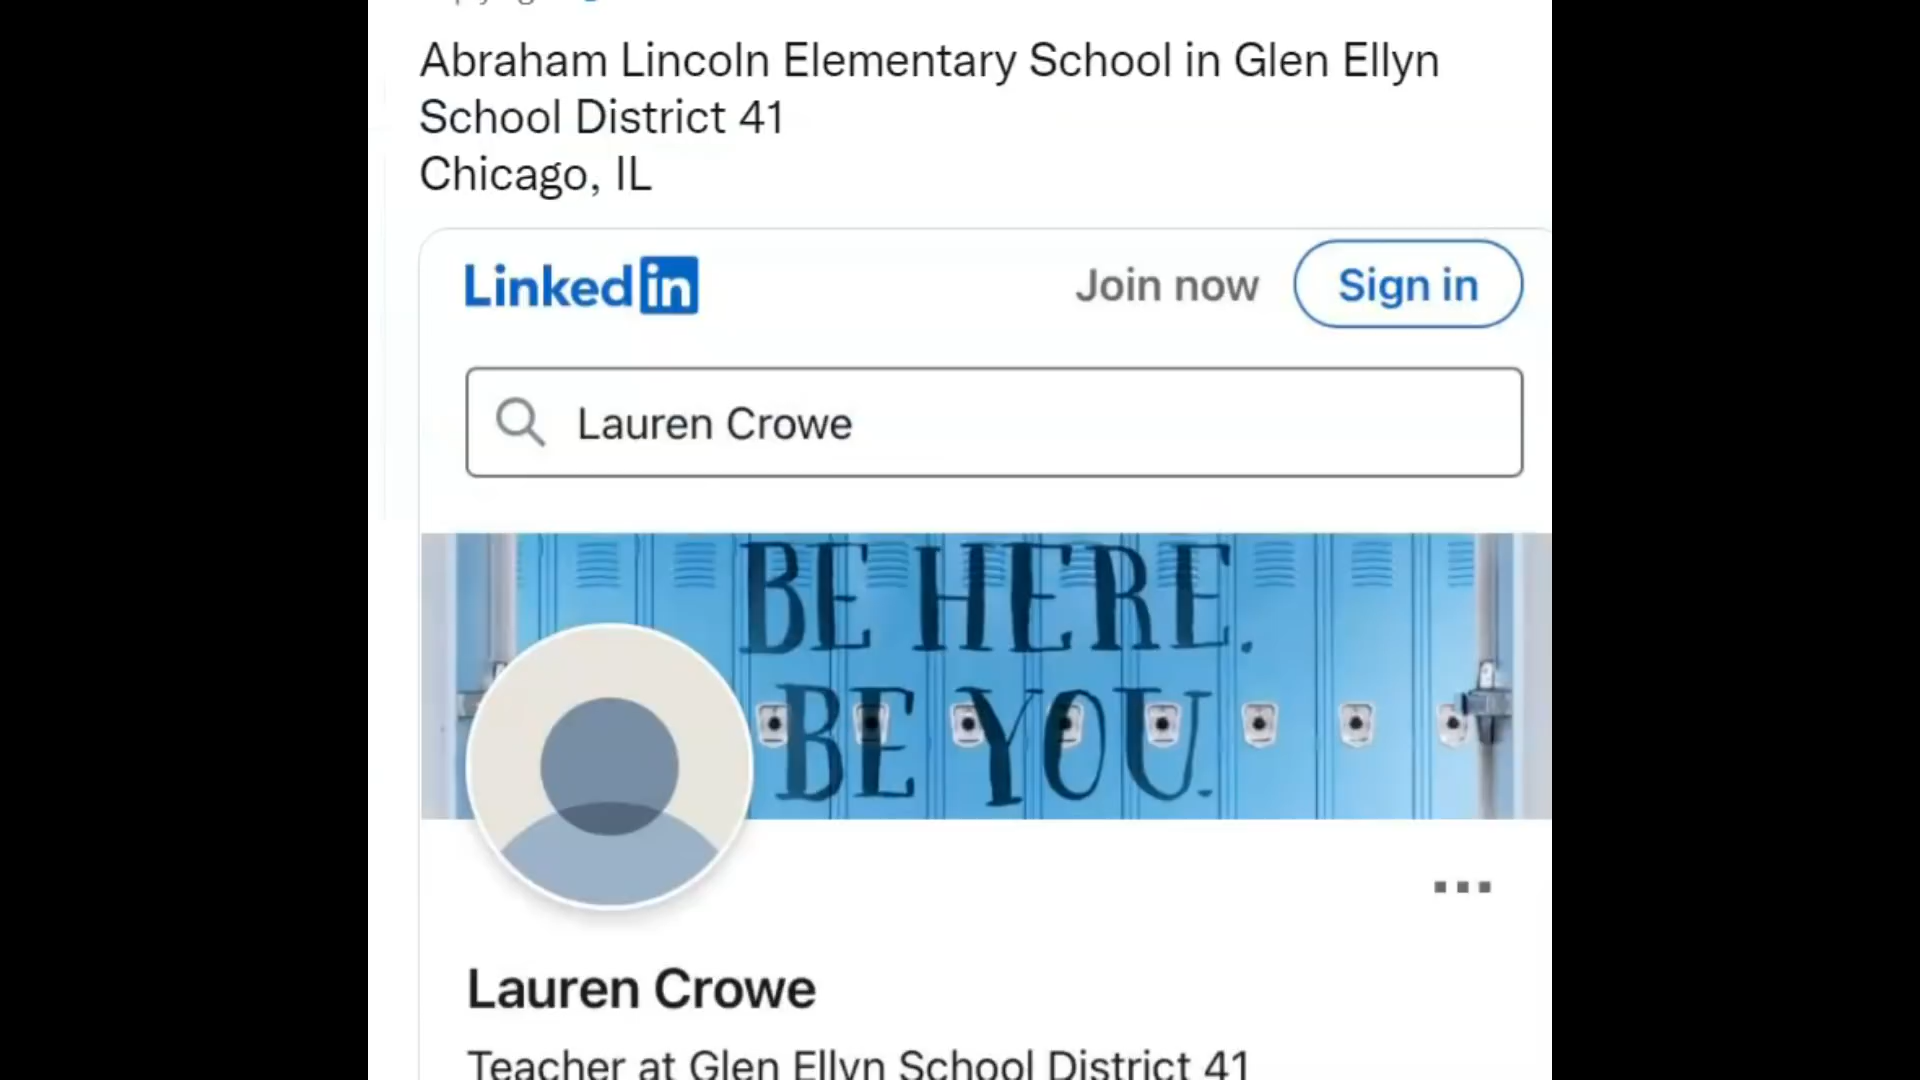 Abraham Lincoln Elementary School in Glen Ellyn
School District 41
Chicago, IL
Linkedin
Join now
Sign in
Lauren Crowe
BE HERE.
BE YOU.
Lauren Crowe
Teacher at Glen Ellyn School District 41